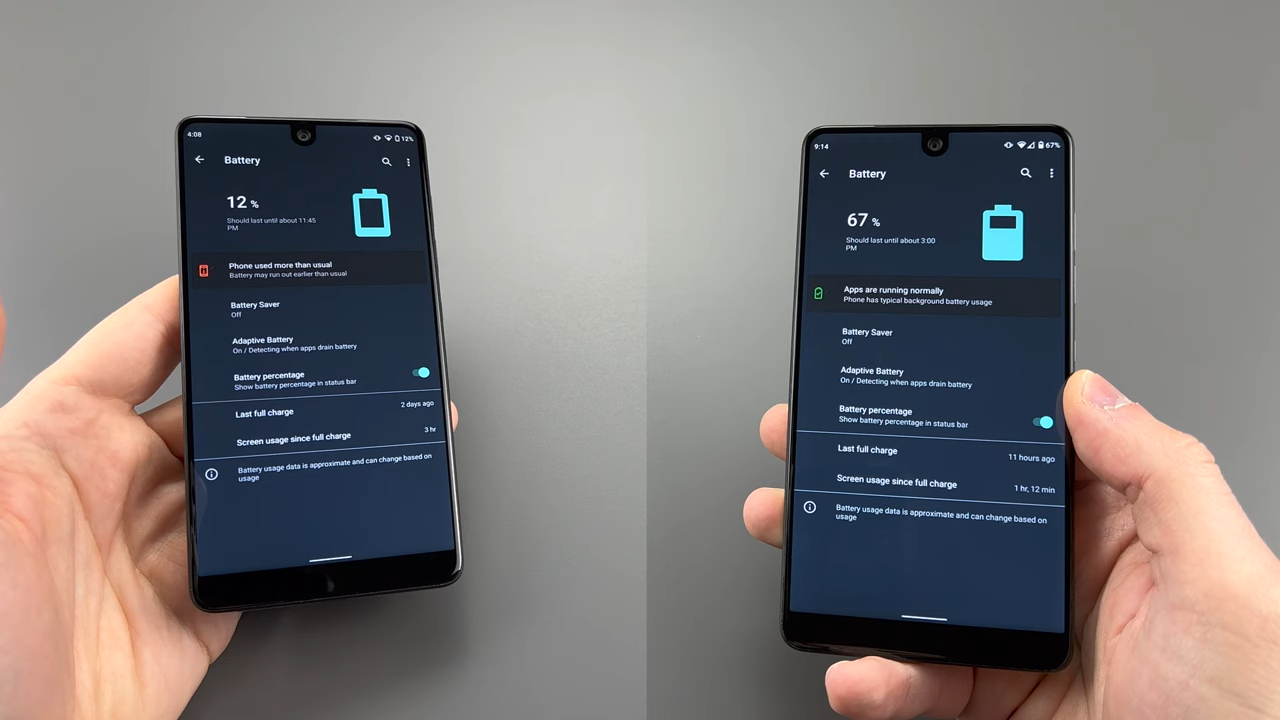 4:08
12%
Battery
12 %
Should last until about 11:45
PM
Phone used more than usual
Battery may run out earlier than usual
Battery Saver
Off
Adaptive Battery
On / Detecting when apps drain battery
Battery percentage
Show battery percentage in status bar
Last full charge
2 days ago
Screen usage since full charge
3 hr
Battery usage data is approximate and can change based on
usage
9:14
67%
Battery
67 %
Should last until about 3:00
PM
Apps are running normally
Phone has typical background battery usage
Battery Saver
Off
Adaptive Battery
On / Detecting when apps drain battery
Battery percentage
Show battery percentage in status bar
Last full charge
11 hours ago
Screen usage since full charge
1 hr, 12 min
Battery usage data is approximate and can change based on
usage